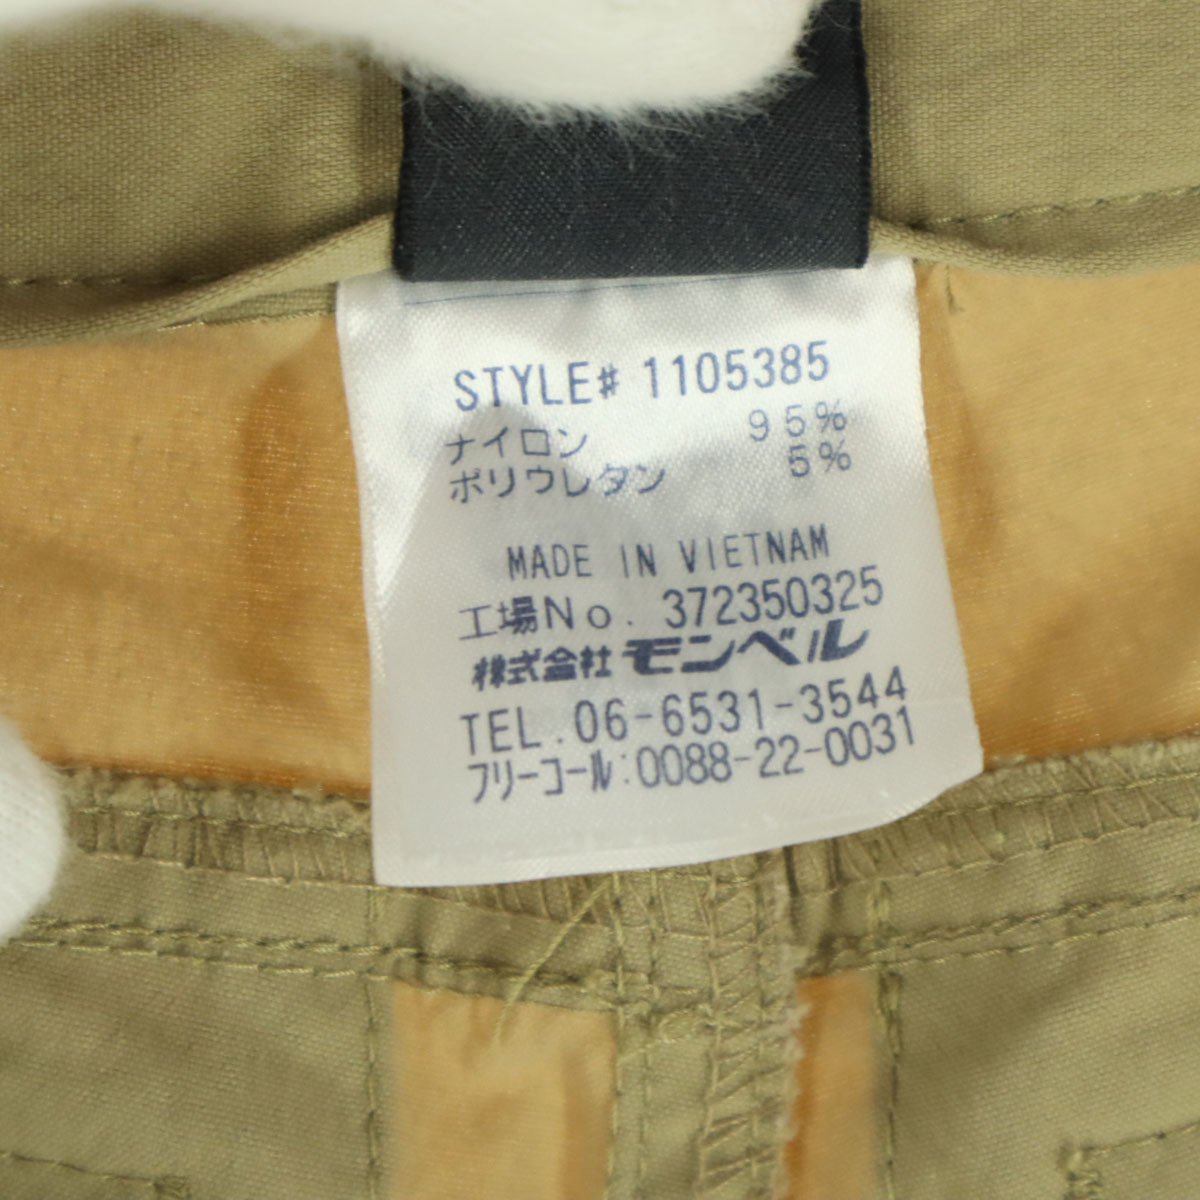 STYLE# 1105385
ナイロン 95%
ポリウレタン 5%
MADE IN VIETNAM
工場No. 372350325
株式会社 モンベル
TEL. 06-6531-3544
フリーコール:0088-22-0031